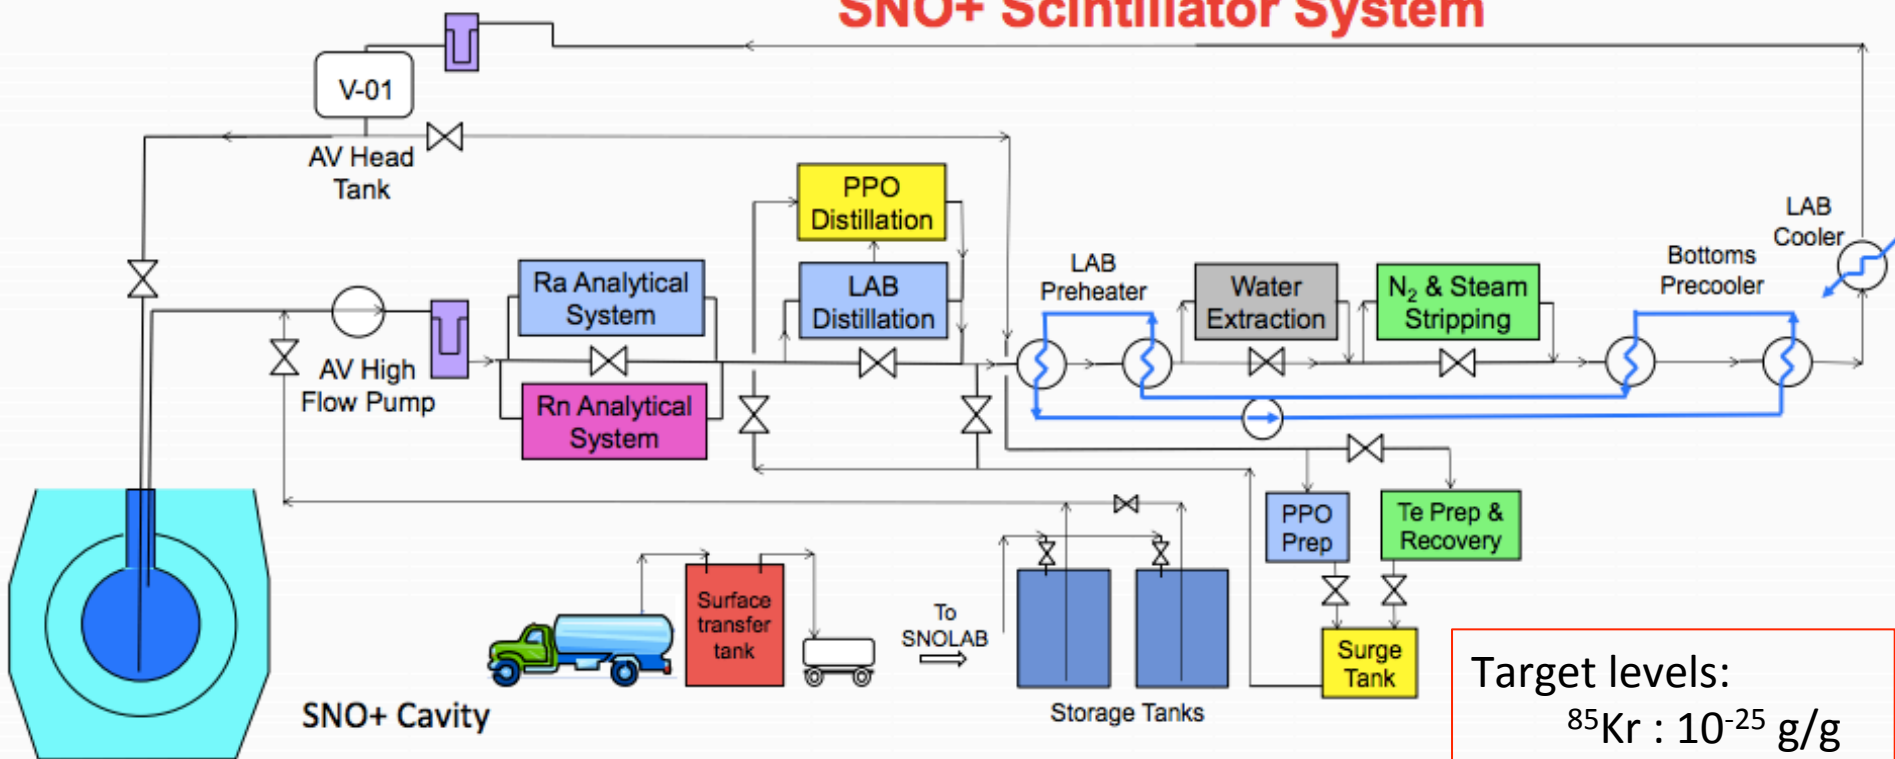 SNO+ Scintillator System
V-01
AV Head
Tank
PPO
Distillation
LAB
Cooler
Ra Analytical
System
LAB
Distillation
LAB
Preheater
Water
Extraction
N₂ & Steam
Stripping
Bottoms
Precooler
AV High
Flow Pump
Rn Analytical
System
PPO
Prep
Te Prep &
Recovery
Surface
transfer
tank
To
SNOLAB
Surge
Tank
SNO+ Cavity
Storage Tanks
Target levels:
⁸⁵Kr : 10⁻²⁵ g/g